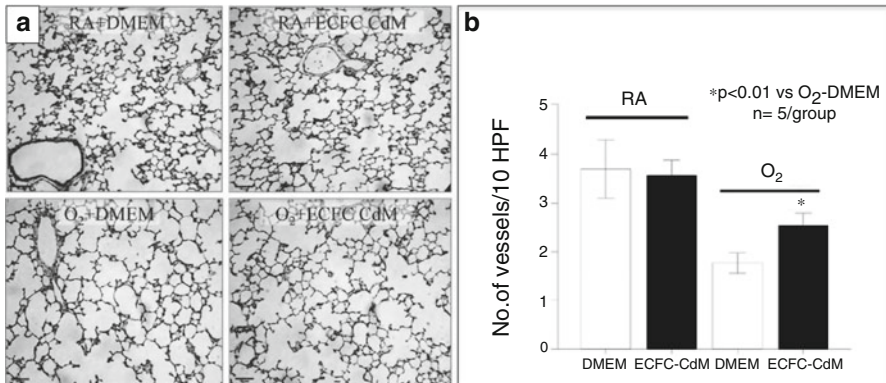 a
RA+DMEM
RA+ECFC CdM
O2+DMEM
O2+ECFC CdM
b
*p<0.01 vs O2-DMEM
n= 5/group
RA
O2
*
No.of vessels/10 HPF
5
4
3
2
1
0
DMEM
ECFC-CdM
DMEM
ECFC-CdM